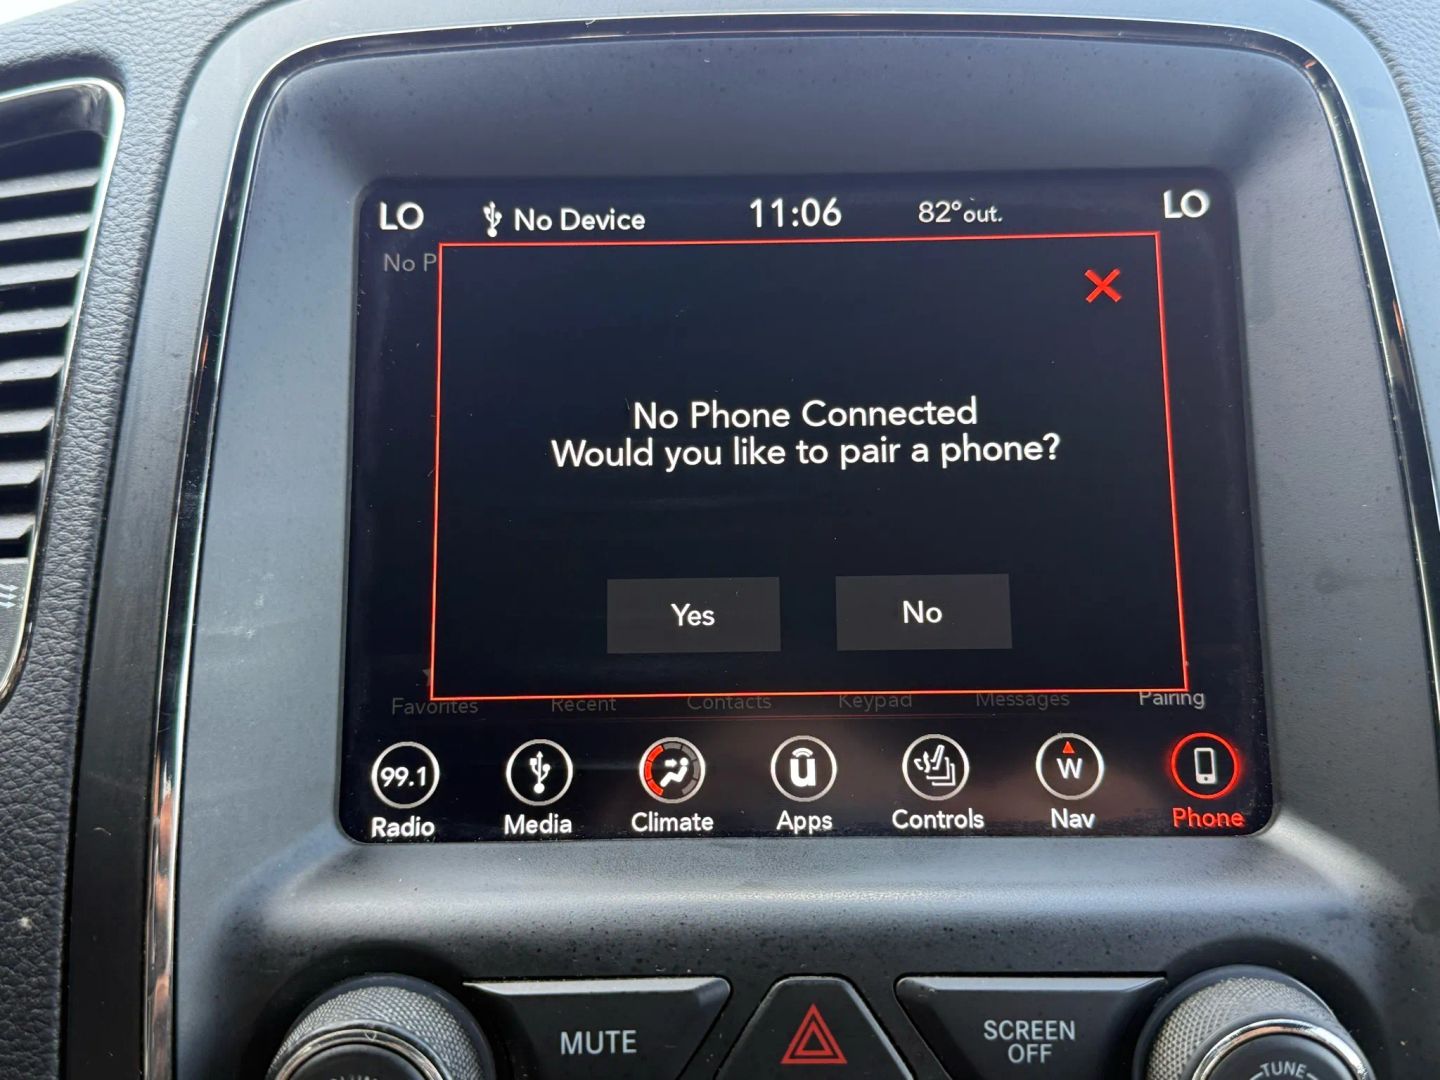 LO No Device 11:06 82° out. LO
No P
No Phone Connected
Would you like to pair a phone?
Yes No
Favorites Recent Contacts Keypad Messages Pairing
99.1 W
Radio Media Climate Apps Controls Nav Phone
MUTE SCREEN
OFF
TUNE